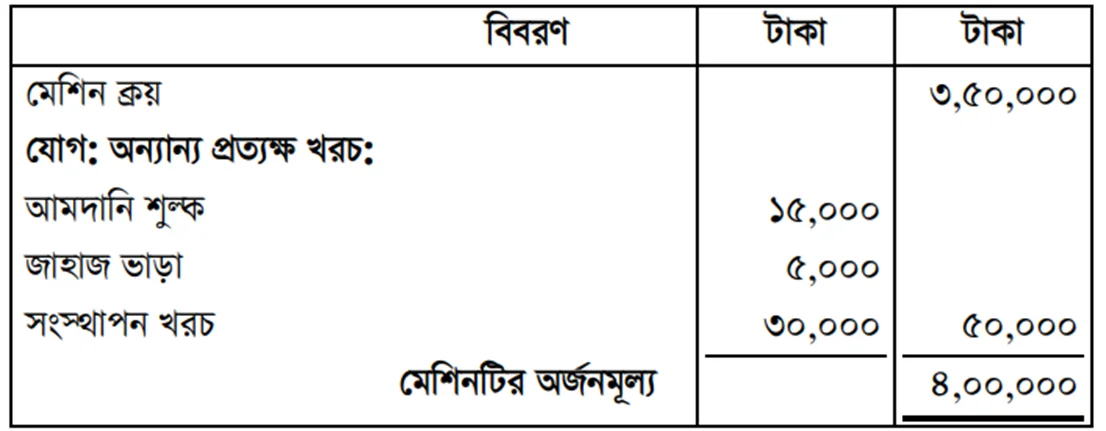 বিবরণ টাকা টাকা
মেশিন ক্রয় ৩,৫০,০০০
যোগ: অন্যান্য প্রত্যক্ষ খরচ:
আমদানি শুল্ক ১৫,০০০
জাহাজ ভাড়া ৫,০০০
সংস্থাপন খরচ ৩০,০০০ ৫০,০০০
মেশিনটির অর্জনমূল্য ৪,০০,০০০